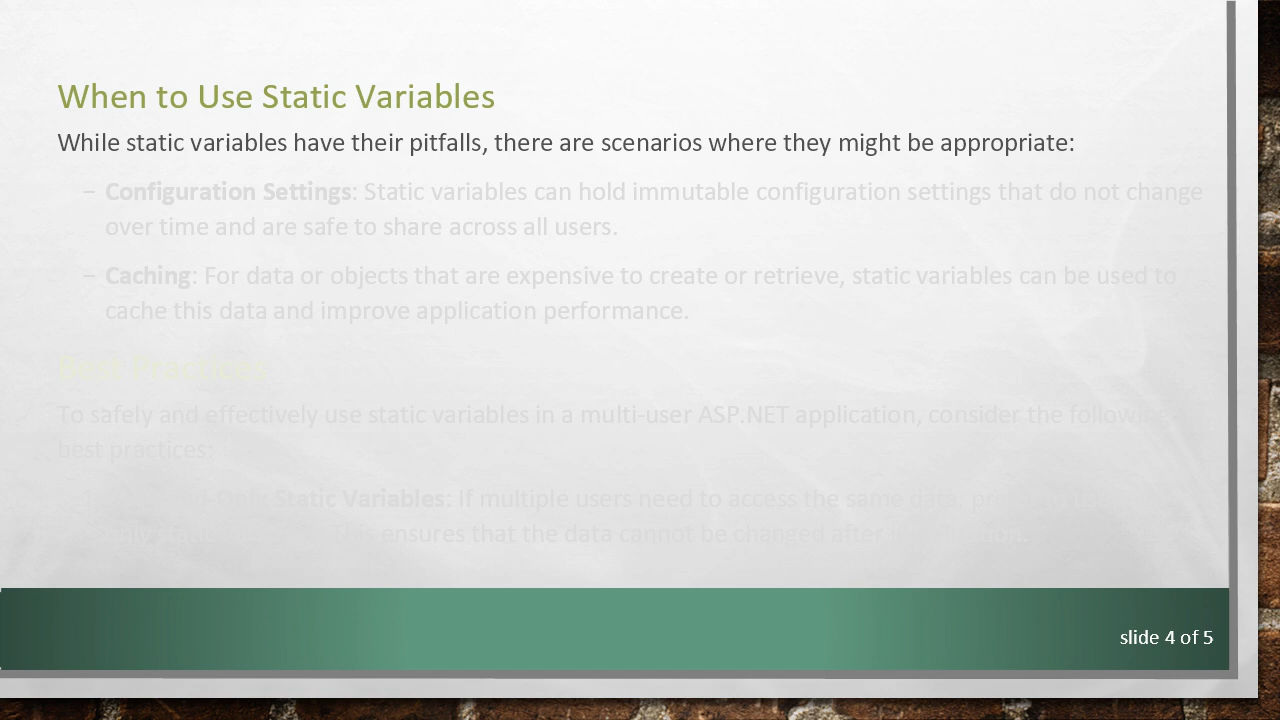 When to Use Static Variables
While static variables have their pitfalls, there are scenarios where they might be appropriate:
– Configuration Settings: Static variables can hold immutable configuration settings that do not change
over time and are safe to share across all users.
– Caching: For data or objects that are expensive to create or retrieve, static variables can be used to
cache this data and improve application performance.
Best Practices
To safely and effectively use static variables in a multi-user ASP.NET application, consider the following
best practices:
Only Static Variables: If multiple users need to access the same data,
This ensures that the data cannot be changed after
slide 4 of 5